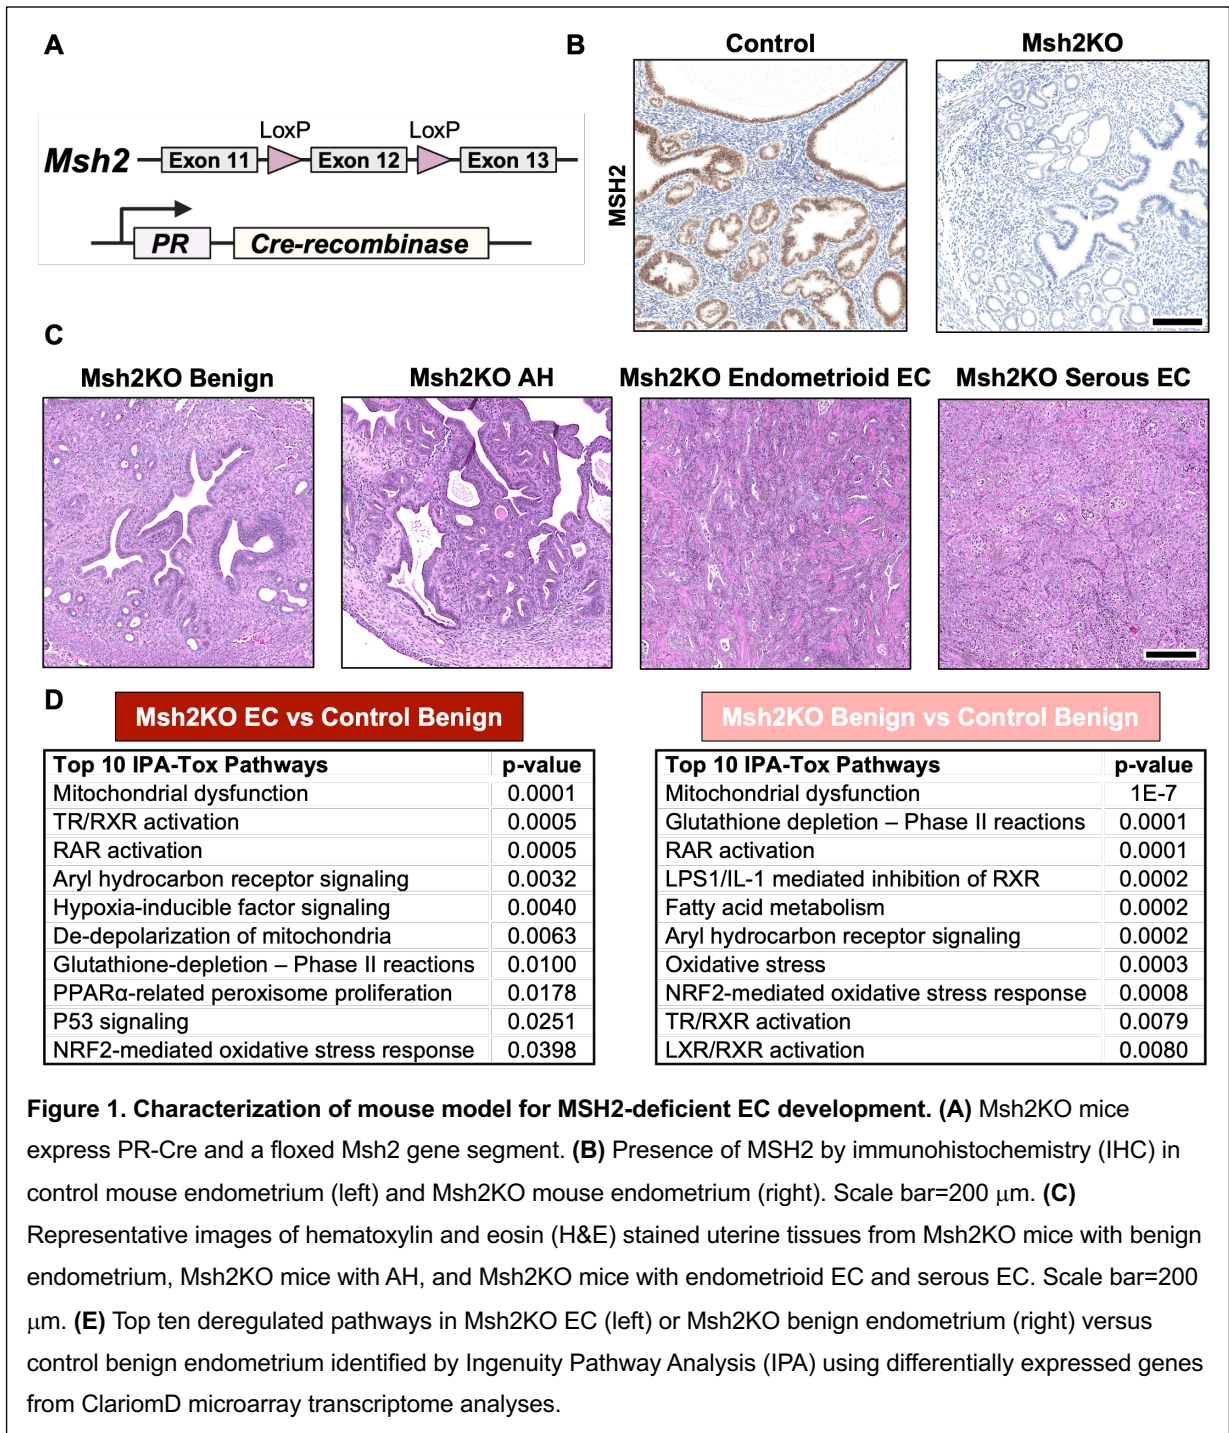 A
LoxP LoxP
Msh2 Exon 11 Exon 12 Exon 13
PR Cre-recombinase
B
Control Msh2KO
MSH2
C
Msh2KO Benign Msh2KO AH Msh2KO Endometrioid EC Msh2KO Serous EC
D
Msh2KO EC vs Control Benign
Top 10 IPA-Tox Pathways p-value
Mitochondrial dysfunction 0.0001
TR/RXR activation 0.0005
RAR activation 0.0005
Aryl hydrocarbon receptor signaling 0.0032
Hypoxia-inducible factor signaling 0.0040
De-depolarization of mitochondria 0.0063
Glutathione-depletion – Phase II reactions 0.0100
PPARα-related peroxisome proliferation 0.0178
P53 signaling 0.0251
NRF2-mediated oxidative stress response 0.0398
Msh2KO Benign vs Control Benign
Top 10 IPA-Tox Pathways p-value
Mitochondrial dysfunction 1E-7
Glutathione depletion – Phase II reactions 0.0001
RAR activation 0.0001
LPS1/IL-1 mediated inhibition of RXR 0.0002
Fatty acid metabolism 0.0002
Aryl hydrocarbon receptor signaling 0.0002
Oxidative stress 0.0003
NRF2-mediated oxidative stress response 0.0008
TR/RXR activation 0.0079
LXR/RXR activation 0.0080
Figure 1. Characterization of mouse model for MSH2-deficient EC development. (A) Msh2KO mice
express PR-Cre and a floxed Msh2 gene segment. (B) Presence of MSH2 by immunohistochemistry (IHC) in
control mouse endometrium (left) and Msh2KO mouse endometrium (right). Scale bar=200 μm. (C)
Representative images of hematoxylin and eosin (H&E) stained uterine tissues from Msh2KO mice with benign
endometrium, Msh2KO mice with AH, and Msh2KO mice with endometrioid EC and serous EC. Scale bar=200
μm. (E) Top ten deregulated pathways in Msh2KO EC (left) or Msh2KO benign endometrium (right) versus
control benign endometrium identified by Ingenuity Pathway Analysis (IPA) using differentially expressed genes
from ClariomD microarray transcriptome analyses.